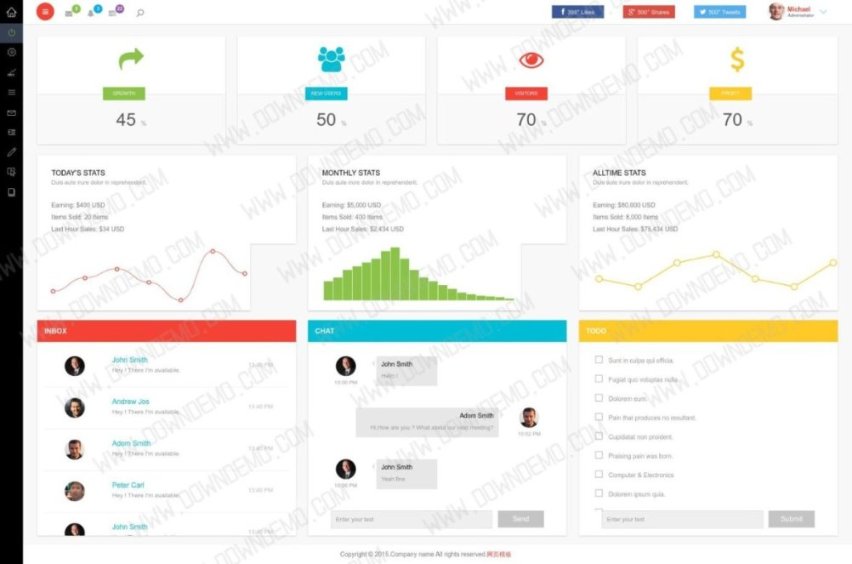 3
22
390° Likes
500° Shares
500° Tweets
Michael
Administrator
GROWTH
NEW USERS
VISITORS
PROFIT
45 %
50 %
70 %
70 %
TODAY'S STATS
Duis aute irure dolor in reprehenderit.
Earning: $400 USD
Items Sold: 20 Items
Last Hour Sales: $34 USD
MONTHLY STATS
Duis aute irure dolor in reprehenderit.
Earning: $5,000 USD
Items Sold: 400 Items
Last Hour Sales: $2,434 USD
ALLTIME STATS
Duis aute irure dolor in reprehenderit.
Earning: $80,000 USD
Items Sold: 8,000 Items
Last Hour Sales: $75,434 USD
INBOX
John Smith
Hey ! There I'm available.
13:40 PM
Andrew Jos
Hey ! There I'm available.
13:40 PM
Adom Smith
Hey ! There I'm available.
13:40 PM
Peter Carl
Hey ! There I'm available.
13:40 PM
John Smith
Hey ! There I'm available.
13:40 PM
CHAT
John Smith
Hello !
10:00 PM
Adom Smith
Hi,How are you ? What about our next meeting?
10:02 PM
John Smith
Yeah fine
10:00 PM
Enter your text
Send
TODO
Sunt in culpa qui officia.
Fugiat quo voluptas nulla.
Dolorem eum.
Pain that produces no resultant.
Cupidatat non proident.
Praising pain was born.
Computer & Electronics
Dolorem ipsum quia.
Enter your text
Submit
Copyright © 2015.Company name All rights reserved.网页模板
WWW.DOWNDEMO.COM